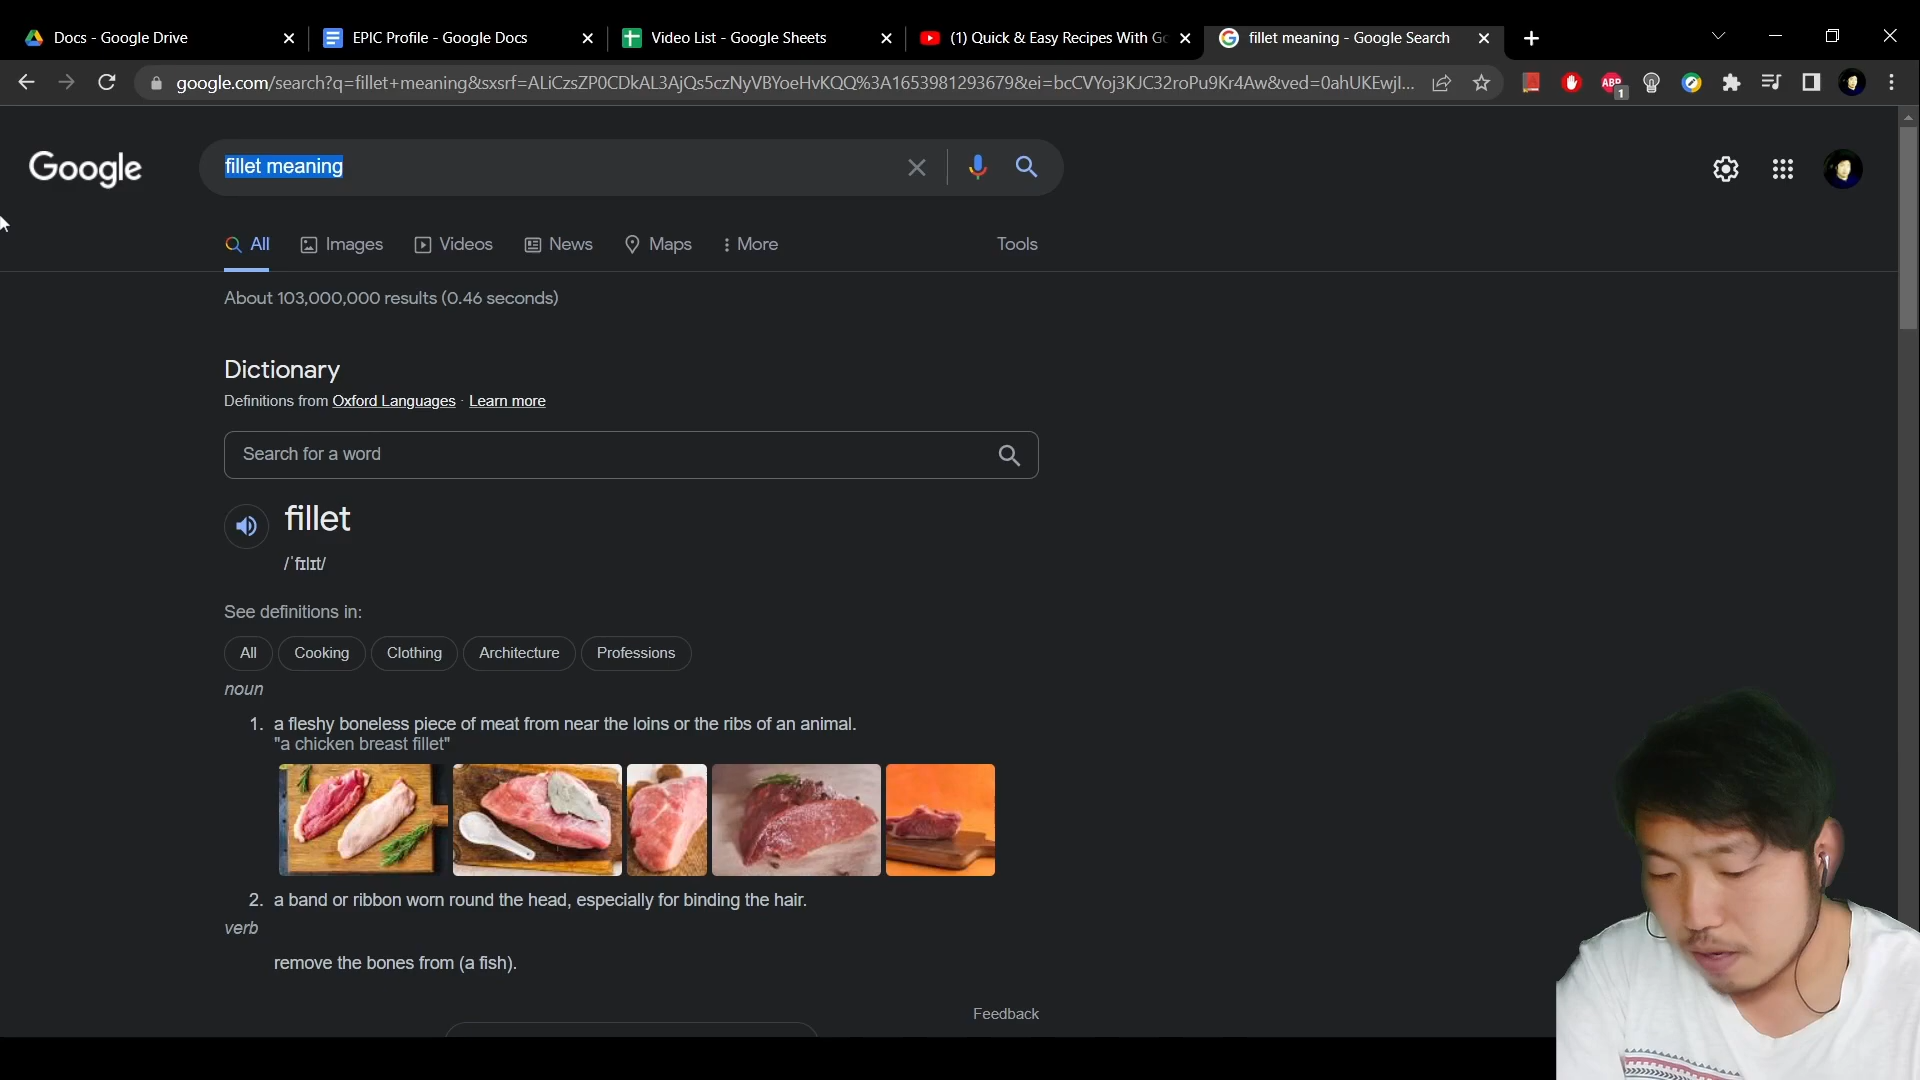 Docs - Google Drive
EPIC Profile - Google Docs
Video List - Google Sheets
(1) Quick & Easy Recipes With Go
fillet meaning - Google Search
google.com/search?q=fillet+meaning&sxsrf=ALiCzsZP0CDkAL3AjQs5czNyVBYoeHvKQQ%3A1653981293679&ei=bcCVYoj3KJC32roPu9Kr4Aw&ved=0ahUKEwjl...
ABP
1
Google
fillet meaning
All
Images
Videos
News
Maps
More
Tools
About 103,000,000 results (0.46 seconds)
Dictionary
Definitions from Oxford Languages · Learn more
Search for a word
fillet
/ˈfɪlɪt/
See definitions in:
All
Cooking
Clothing
Architecture
Professions
noun
1. a fleshy boneless piece of meat from near the loins or the ribs of an animal.
"a chicken breast fillet"
2. a band or ribbon worn round the head, especially for binding the hair.
verb
remove the bones from (a fish).
Feedback